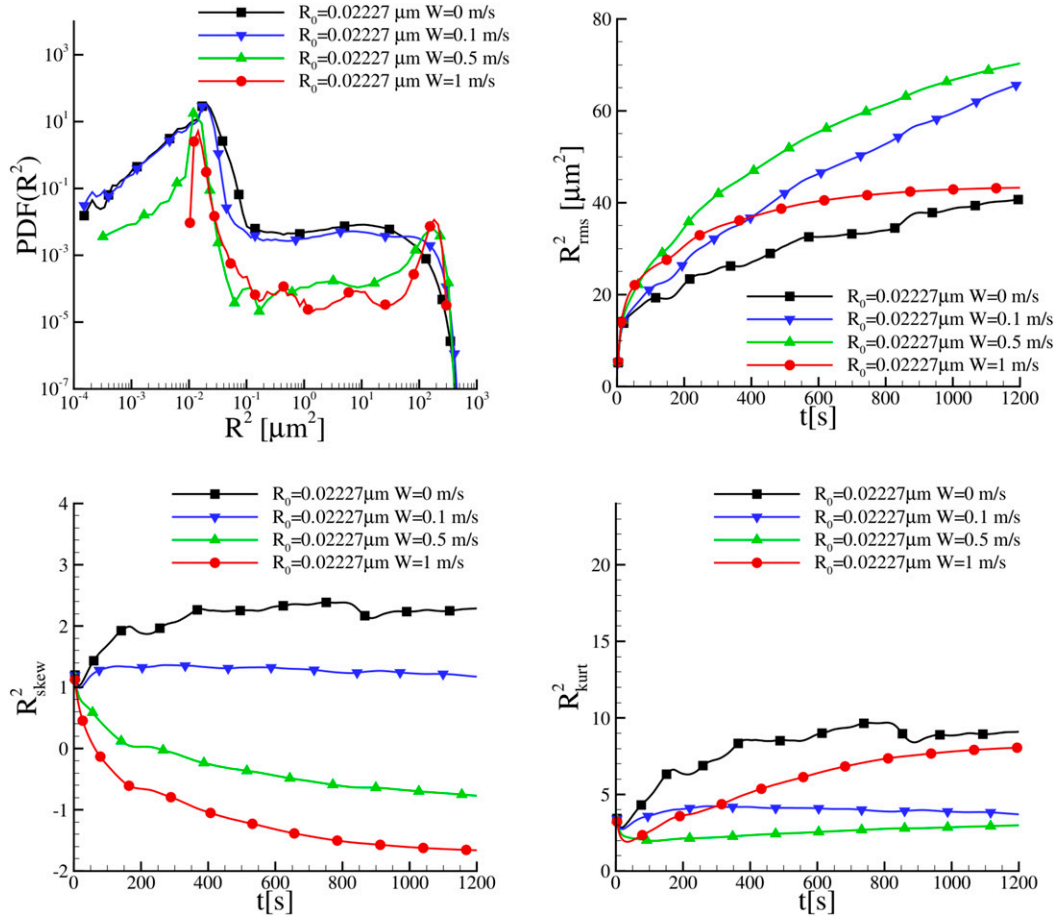 R₀=0.02227 μm W=0 m/s
R₀=0.02227 μm W=0.1 m/s
R₀=0.02227 μm W=0.5 m/s
R₀=0.02227 μm W=1 m/s
PDF(R²)
10³
10¹
10⁻¹
10⁻³
10⁻⁵
10⁻⁷
10⁻⁴ 10⁻³ 10⁻² 10⁻¹ 10⁰ 10¹ 10² 10³
R² [μm²]
R²rms [μm²]
80
60
40
20
0
R₀=0.02227μm W=0 m/s
R₀=0.02227μm W=0.1 m/s
R₀=0.02227μm W=0.5 m/s
R₀=0.02227μm W=1 m/s
0 200 400 600 800 1000 1200
t[s]
R₀=0.02227μm W=0 m/s
R₀=0.02227μm W=0.1 m/s
R₀=0.02227μm W=0.5 m/s
R₀=0.02227μm W=1 m/s
R²skew
4
3
2
1
0
-1
-2
0 200 400 600 800 1000 1200
t[s]
R₀=0.02227μm W=0 m/s
R₀=0.02227μm W=0.1 m/s
R₀=0.02227μm W=0.5 m/s
R₀=0.02227μm W=1 m/s
R²kurt
20
15
10
5
0
0 200 400 600 800 1000 1200
t[s]